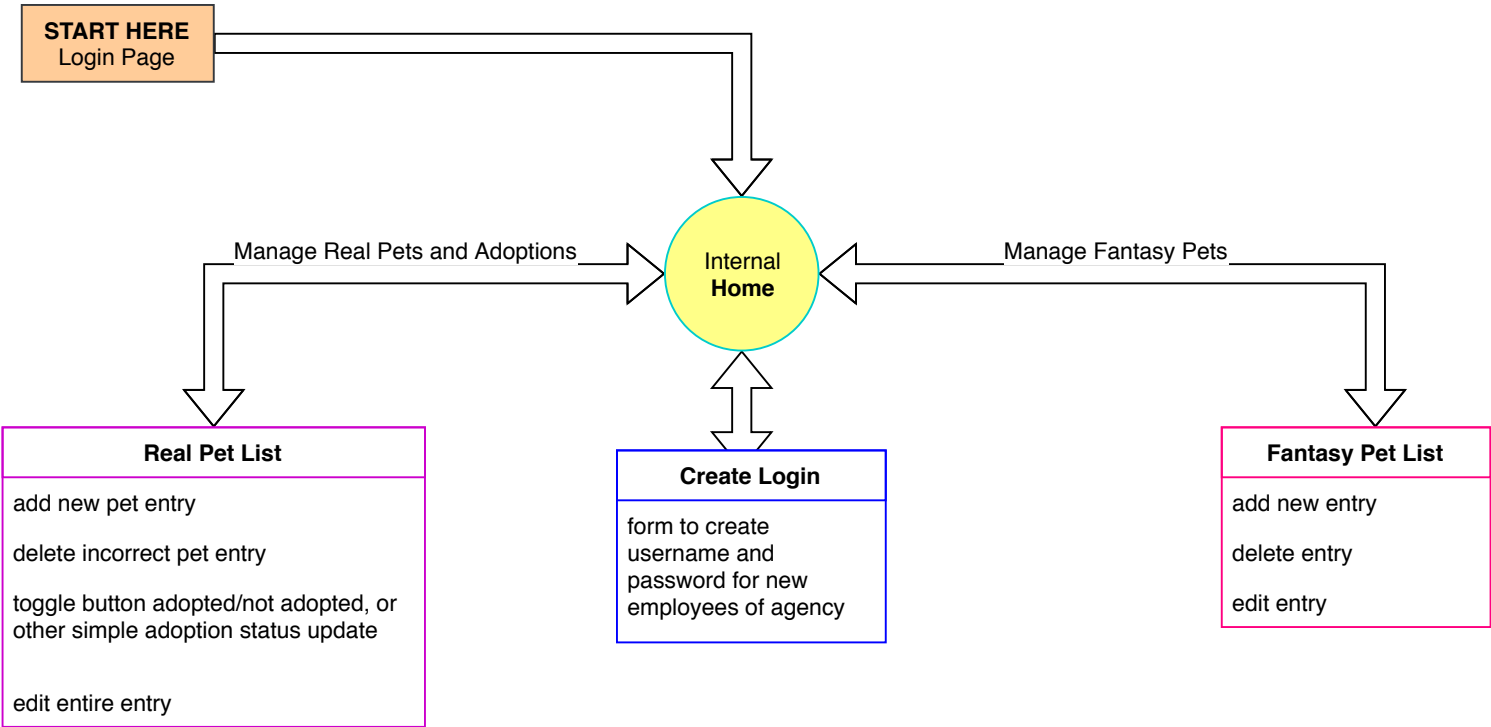 START HERE
Login Page
Manage Real Pets and Adoptions
Internal
Home
Manage Fantasy Pets
Real Pet List
add new pet entry
delete incorrect pet entry
toggle button adopted/not adopted, or
other simple adoption status update
edit entire entry
Create Login
form to create
username and
password for new
employees of agency
Fantasy Pet List
add new entry
delete entry
edit entry